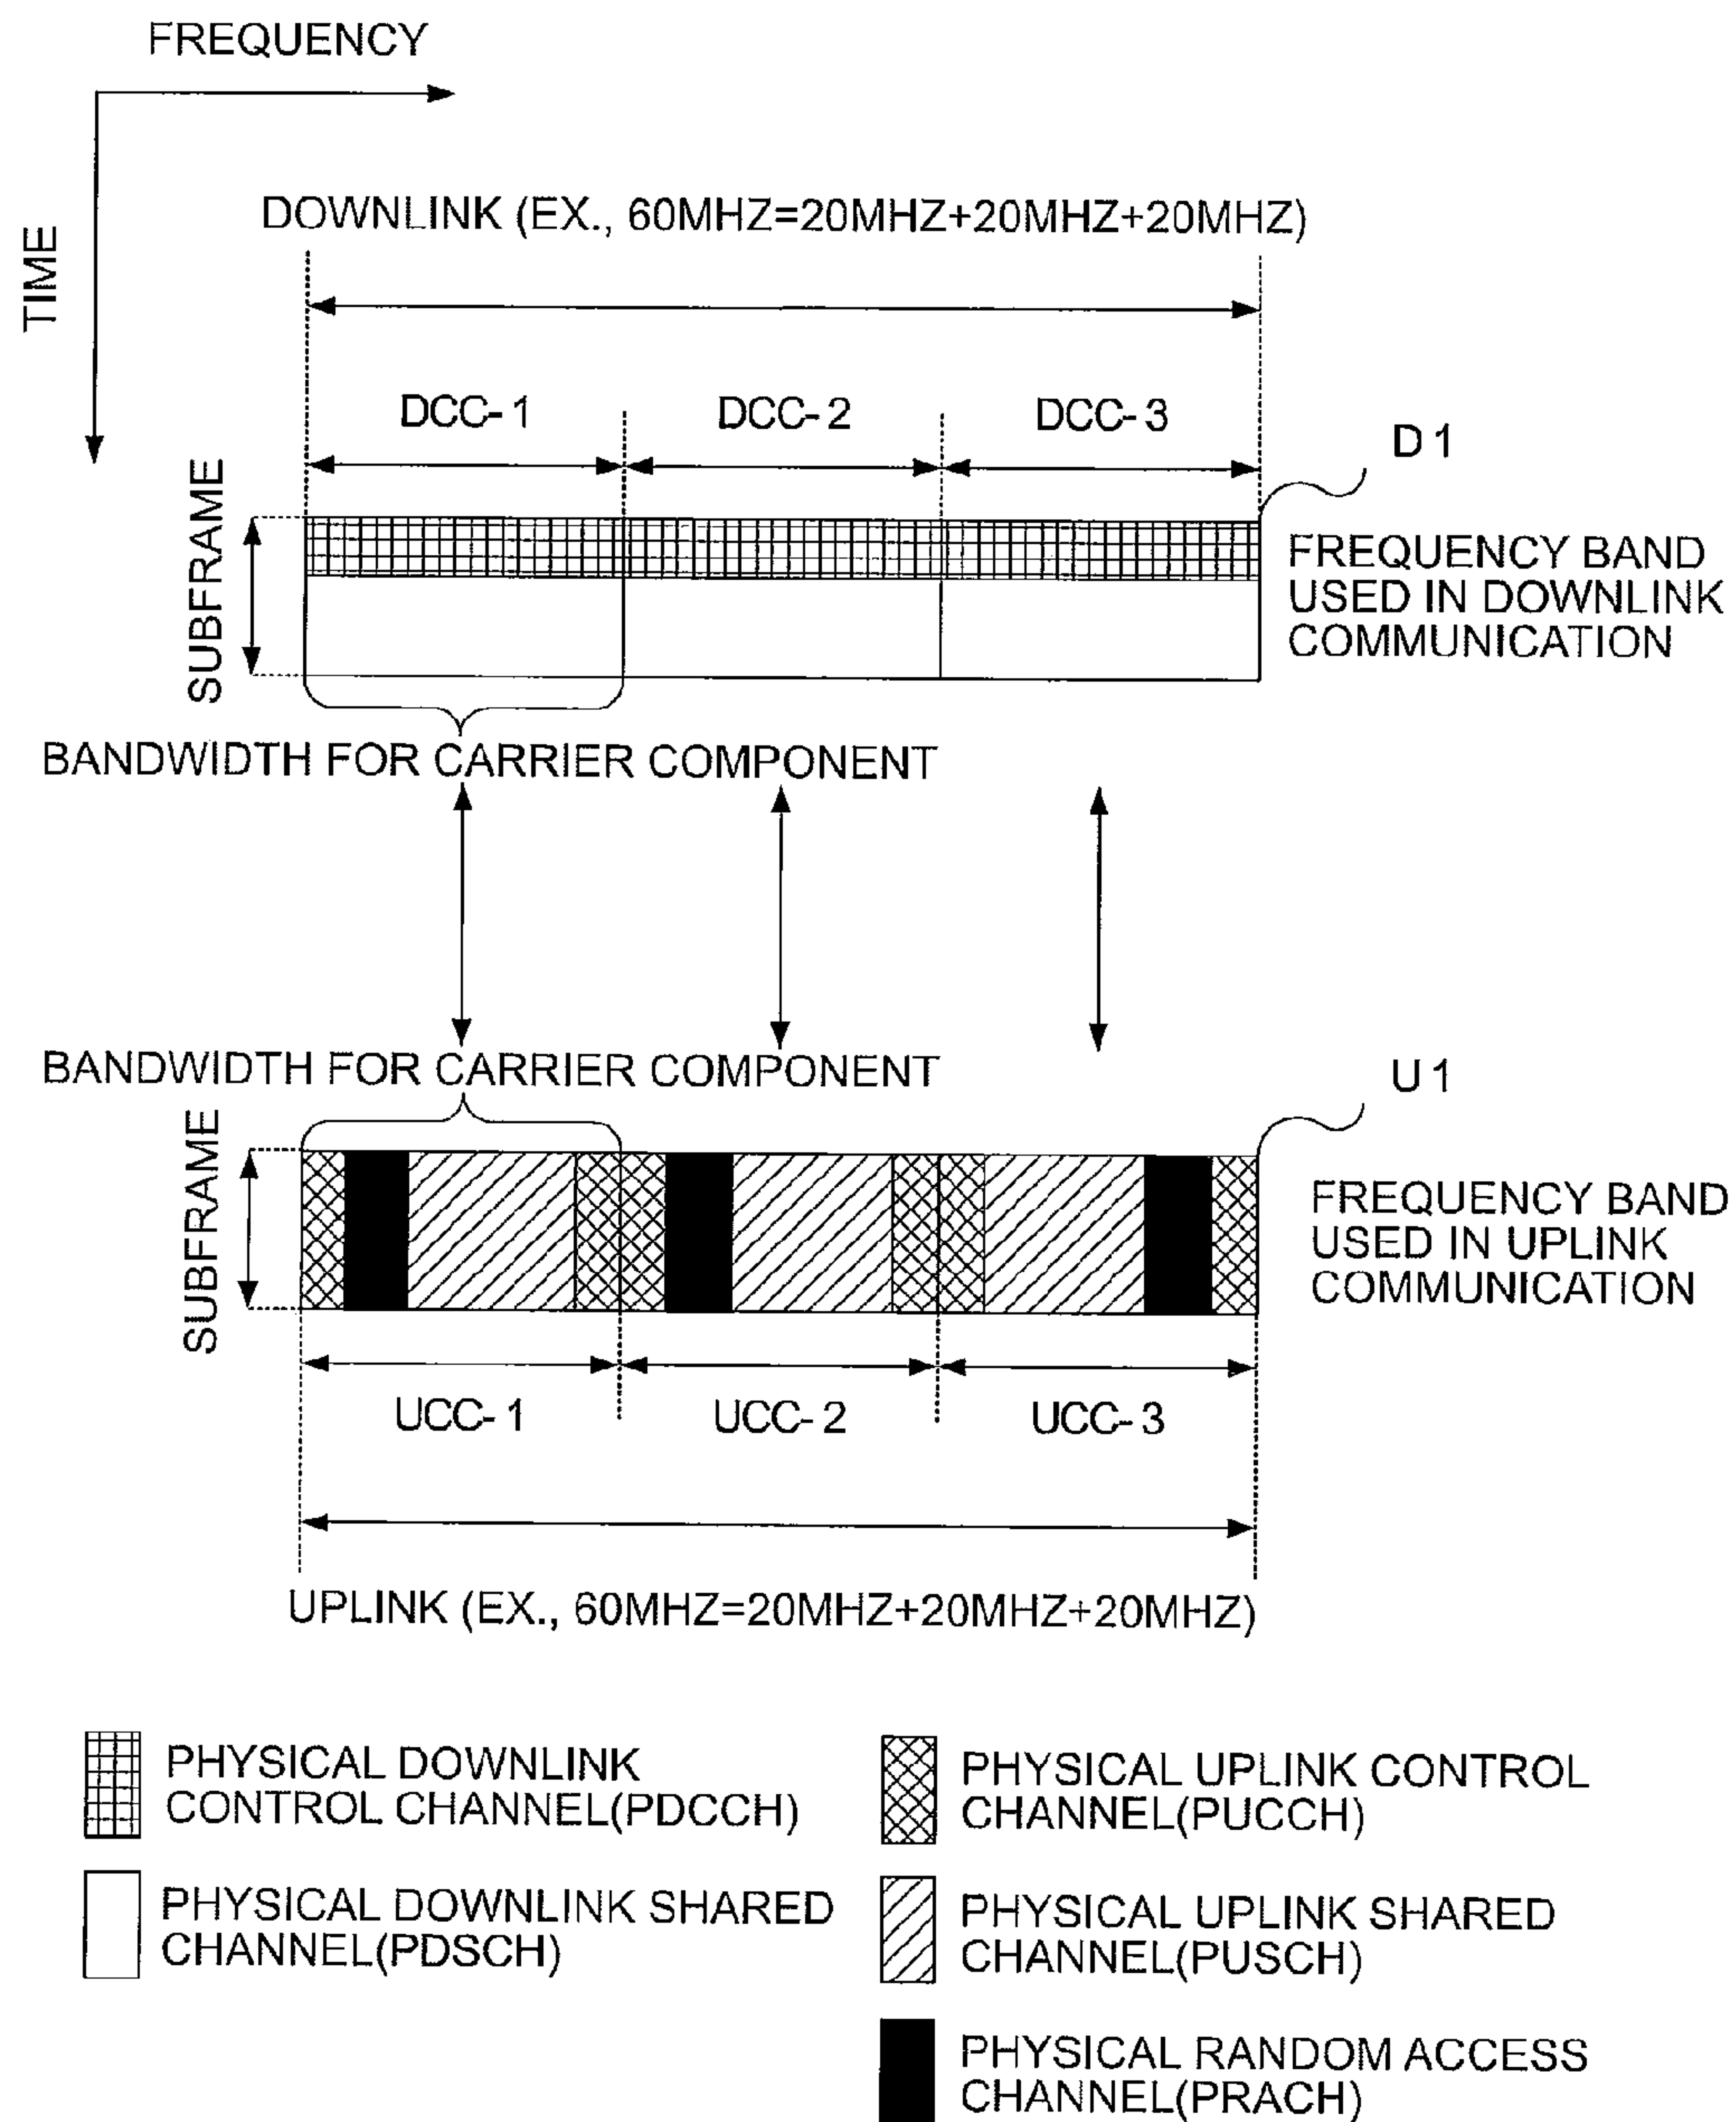 FREQUENCY
TIME
DOWNLINK (EX., 60MHZ=20MHZ+20MHZ+20MHZ)
DCC-1
DCC-2
DCC-3
D1
SUBFRAME
FREQUENCY BAND
USED IN DOWNLINK
COMMUNICATION
BANDWIDTH FOR CARRIER COMPONENT
BANDWIDTH FOR CARRIER COMPONENT
U1
SUBFRAME
FREQUENCY BAND
USED IN UPLINK
COMMUNICATION
UCC-1
UCC-2
UCC-3
UPLINK (EX., 60MHZ=20MHZ+20MHZ+20MHZ)
PHYSICAL DOWNLINK
CONTROL CHANNEL(PDCCH)
PHYSICAL DOWNLINK SHARED
CHANNEL(PDSCH)
PHYSICAL UPLINK CONTROL
CHANNEL(PUCCH)
PHYSICAL UPLINK SHARED
CHANNEL(PUSCH)
PHYSICAL RANDOM ACCESS
CHANNEL(PRACH)